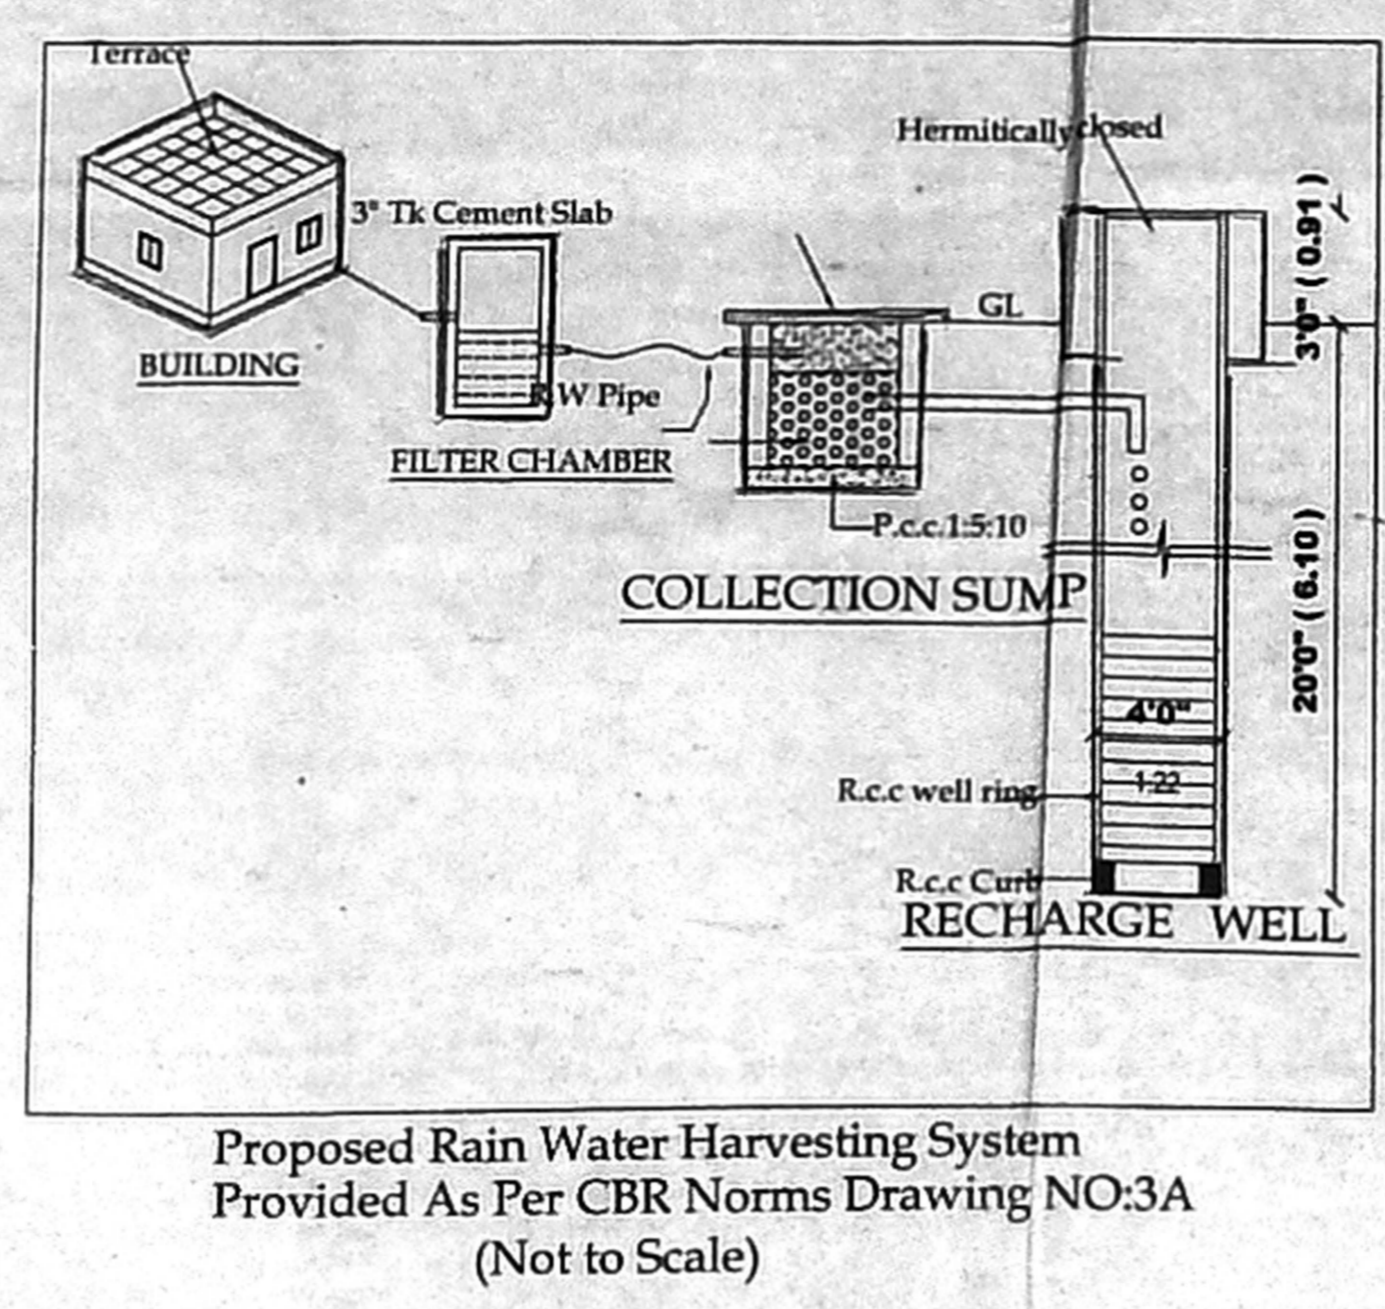 Terrace
Hermitically closed
3" Tk Cement Slab
GL
3'0" ( 0.91 )
BUILDING
R.W Pipe
FILTER CHAMBER
P.c.c.1:5:10
COLLECTION SUMP
20'0" ( 6.10 )
4'0"
1.22
R.c.c well ring
R.c.c Curb
RECHARGE WELL
Proposed Rain Water Harvesting System
Provided As Per CBR Norms Drawing NO:3A
(Not to Scale)